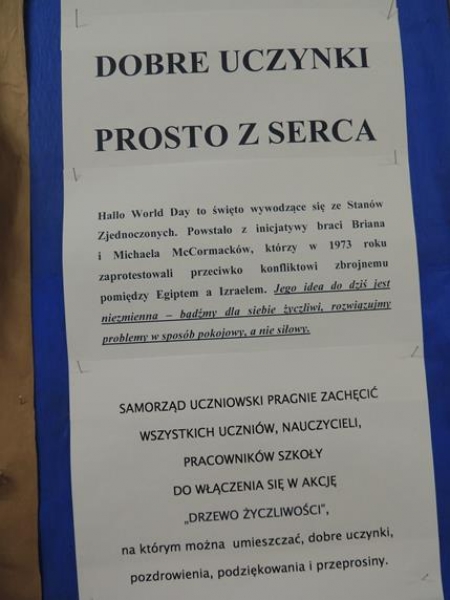 DOBRE UCZYNKI
PROSTO Z SERCA
Hallo World Day to święto wywodzące się ze Stanów
Zjednoczonych. Powstało z inicjatywy braci Briana
i Michaela McCormacków, którzy w 1973 roku
zaprotestowali przeciwko konfliktowi zbrojnemu
pomiędzy Egiptem a Izraelem. Jego idea do dziś jest
niezmienna – bądźmy dla siebie życzliwi, rozwiązujmy
problemy w sposób pokojowy, a nie siłowy.
SAMORZĄD UCZNIOWSKI PRAGNIE ZACHĘCIĆ
WSZYSTKICH UCZNIÓW, NAUCZYCIELI,
PRACOWNIKÓW SZKOŁY
DO WŁĄCZENIA SIĘ W AKCJĘ
„DRZEWO ŻYCZLIWOŚCI",
na którym można umieszczać, dobre uczynki,
pozdrowienia, podziękowania i przeprosiny.